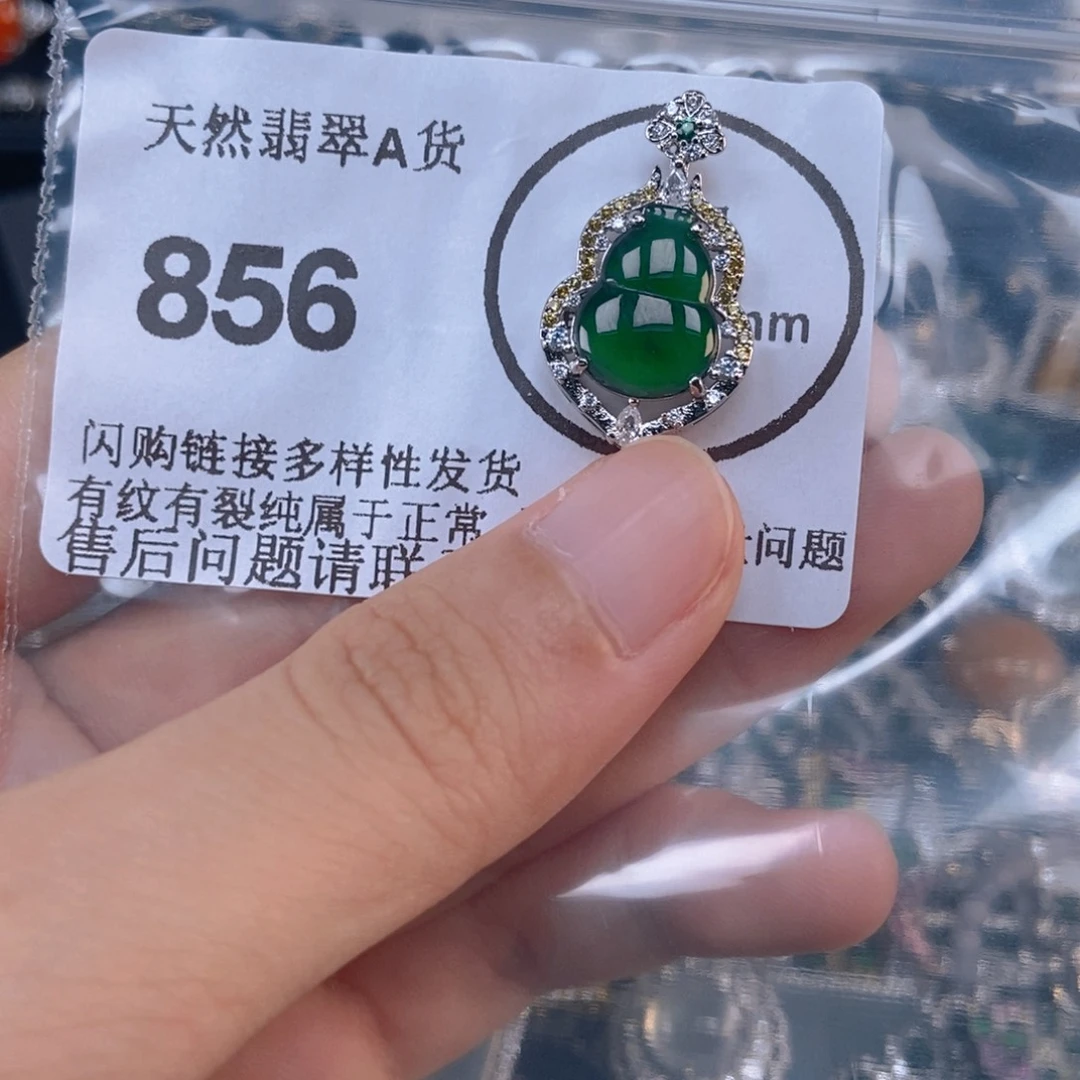 天然翡翠A货
856
mm
闪购链接多样性发货
有纹有裂纯属于正常
问题
售后问题请联